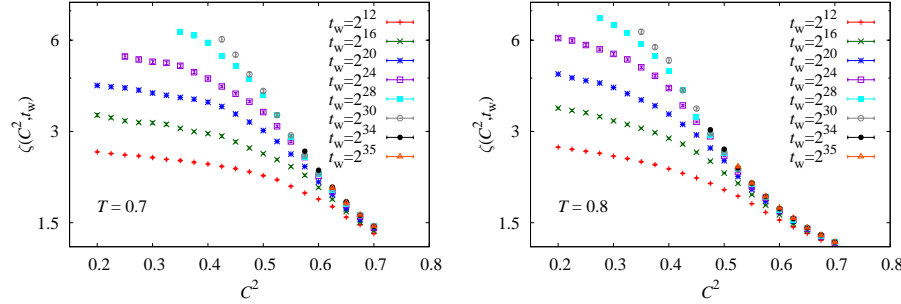 ζ(C², t_w)
6
3
1.5
t_w=2^12
t_w=2^16
t_w=2^20
t_w=2^24
t_w=2^28
t_w=2^30
t_w=2^34
t_w=2^35
T = 0.7
0.2 0.3 0.4 0.5 0.6 0.7 0.8
C²
ζ(C², t_w)
6
3
1.5
t_w=2^12
t_w=2^16
t_w=2^20
t_w=2^24
t_w=2^28
t_w=2^30
t_w=2^34
t_w=2^35
T = 0.8
0.2 0.3 0.4 0.5 0.6 0.7 0.8
C²